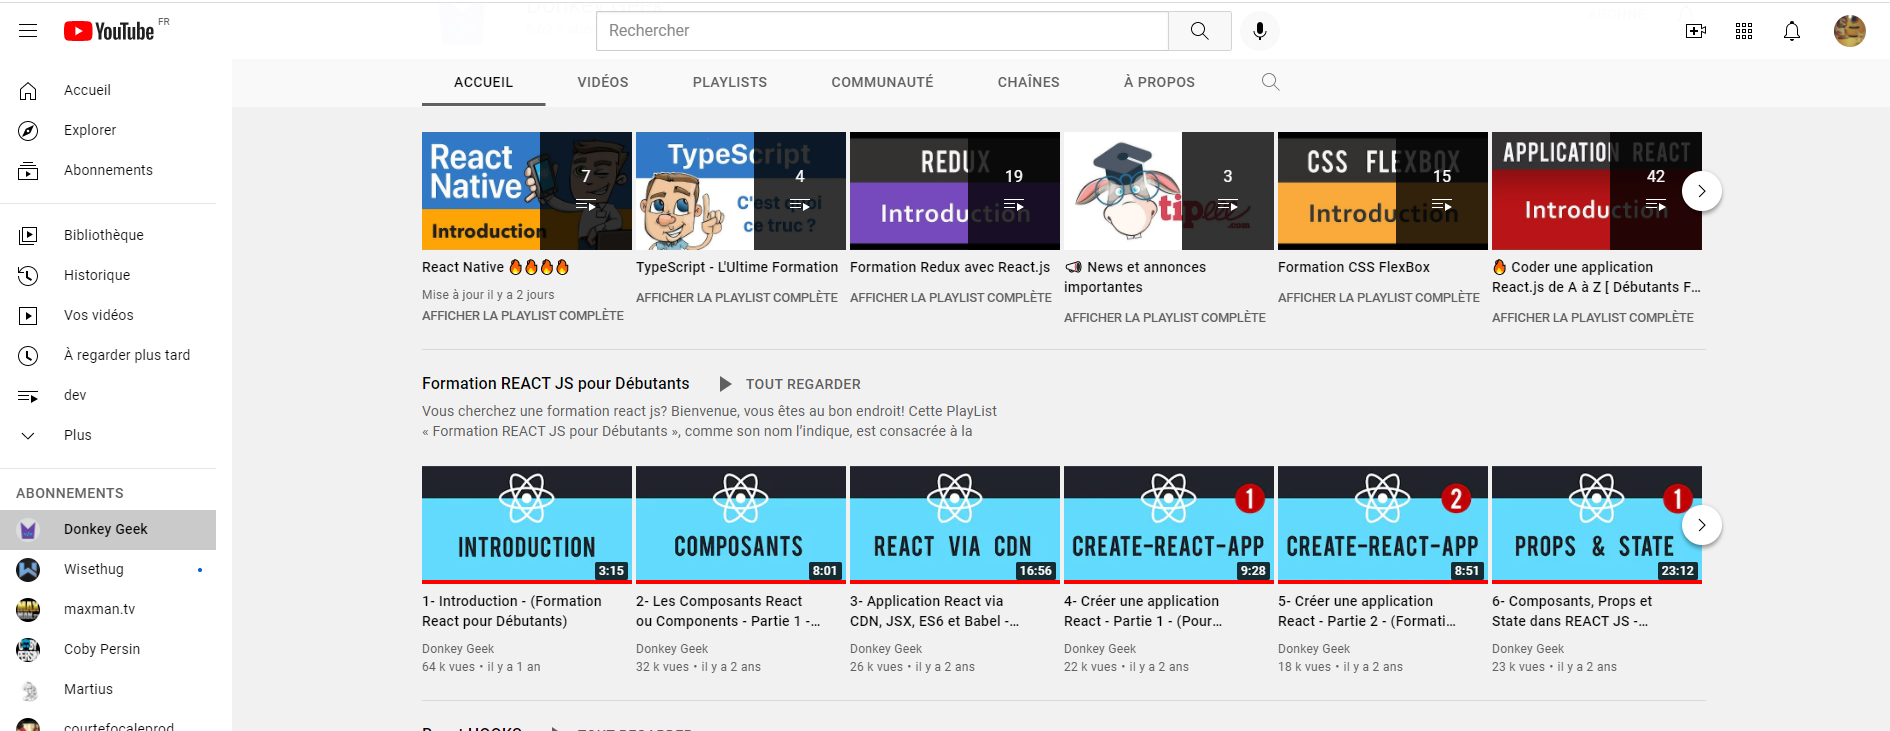 YouTube FR
Rechercher
Accueil
Explorer
Abonnements
Bibliothèque
Historique
Vos vidéos
À regarder plus tard
dev
Plus
ABONNEMENTS
Donkey Geek
Wisethug
maxman.tv
Coby Persin
Martius
courtefocaleprod
ACCUEIL VIDÉOS PLAYLISTS COMMUNAUTÉ CHAÎNES À PROPOS
React
Native
Introduction
7
TypeScript
C'est quoi
ce truc ?
4
REDUX
Introduction
19
tipeee
.com
3
CSS FLEXBOX
Introduction
15
APPLICATION REACT
Introduction
42
React Native 🔥🔥🔥🔥
Mise à jour il y a 2 jours
AFFICHER LA PLAYLIST COMPLÈTE
TypeScript - L'Ultime Formation
AFFICHER LA PLAYLIST COMPLÈTE
Formation Redux avec React.js
AFFICHER LA PLAYLIST COMPLÈTE
📢 News et annonces
importantes
AFFICHER LA PLAYLIST COMPLÈTE
Formation CSS FlexBox
AFFICHER LA PLAYLIST COMPLÈTE
🔥 Coder une application
React.js de A à Z [ Débutants F...
AFFICHER LA PLAYLIST COMPLÈTE
Formation REACT JS pour Débutants TOUT REGARDER
Vous cherchez une formation react js? Bienvenue, vous êtes au bon endroit! Cette PlayList
« Formation REACT JS pour Débutants », comme son nom l'indique, est consacrée à la
INTRODUCTION
3:15
COMPOSANTS
8:01
REACT VIA CDN
16:56
1
CREATE-REACT-APP
9:28
2
CREATE-REACT-APP
8:51
1
PROPS & STATE
23:12
1- Introduction - (Formation
React pour Débutants)
Donkey Geek
64 k vues • il y a 1 an
2- Les Composants React
ou Components - Partie 1 -...
Donkey Geek
32 k vues • il y a 2 ans
3- Application React via
CDN, JSX, ES6 et Babel -...
Donkey Geek
26 k vues • il y a 2 ans
4- Créer une application
React - Partie 1 - (Pour...
Donkey Geek
22 k vues • il y a 2 ans
5- Créer une application
React - Partie 2 - (Formati...
Donkey Geek
18 k vues • il y a 2 ans
6- Composants, Props et
State dans REACT JS -...
Donkey Geek
23 k vues • il y a 2 ans
React HOOKS TOUT REGARDER